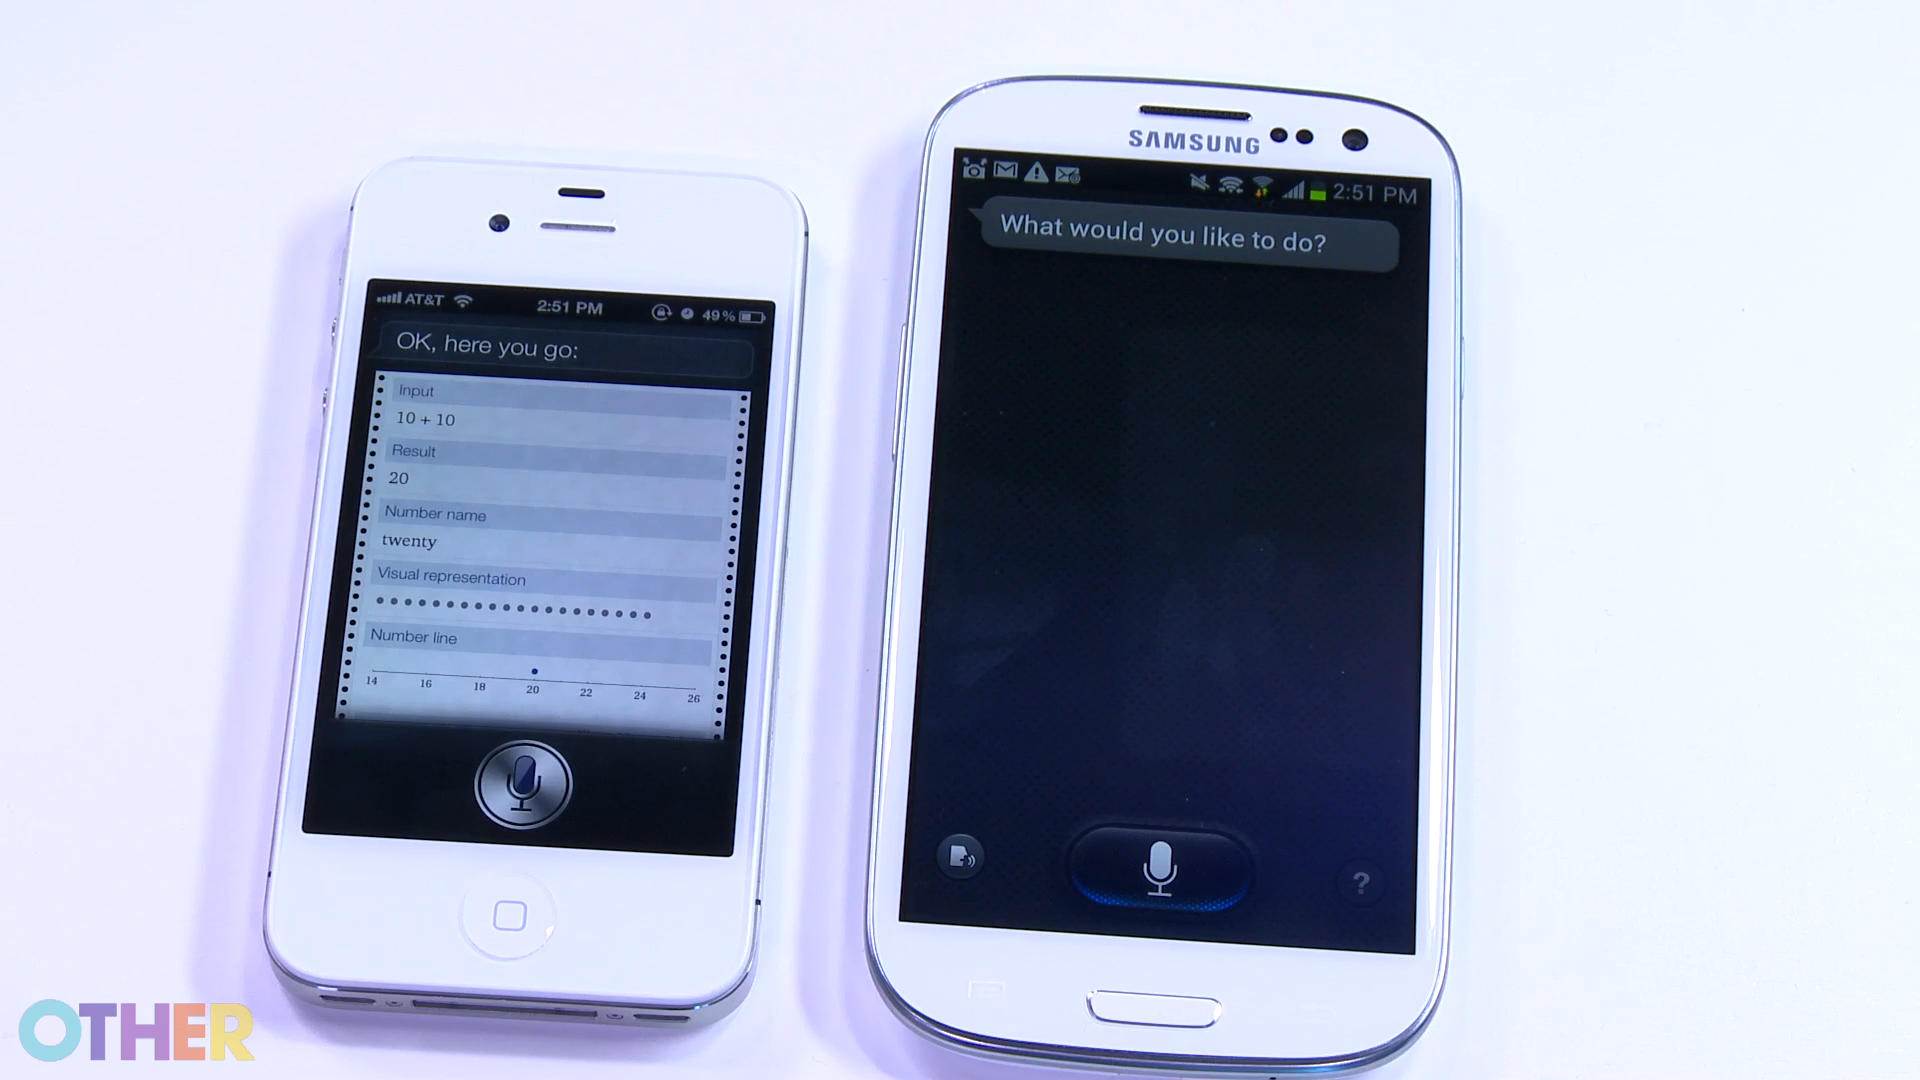 AT&T
2:51 PM
49%
OK, here you go:
Input
10 + 10
Result
20
Number name
twenty
Visual representation
Number line
14 16 18 20 22 24 26
SAMSUNG
2:51 PM
What would you like to do?
?
OTHER